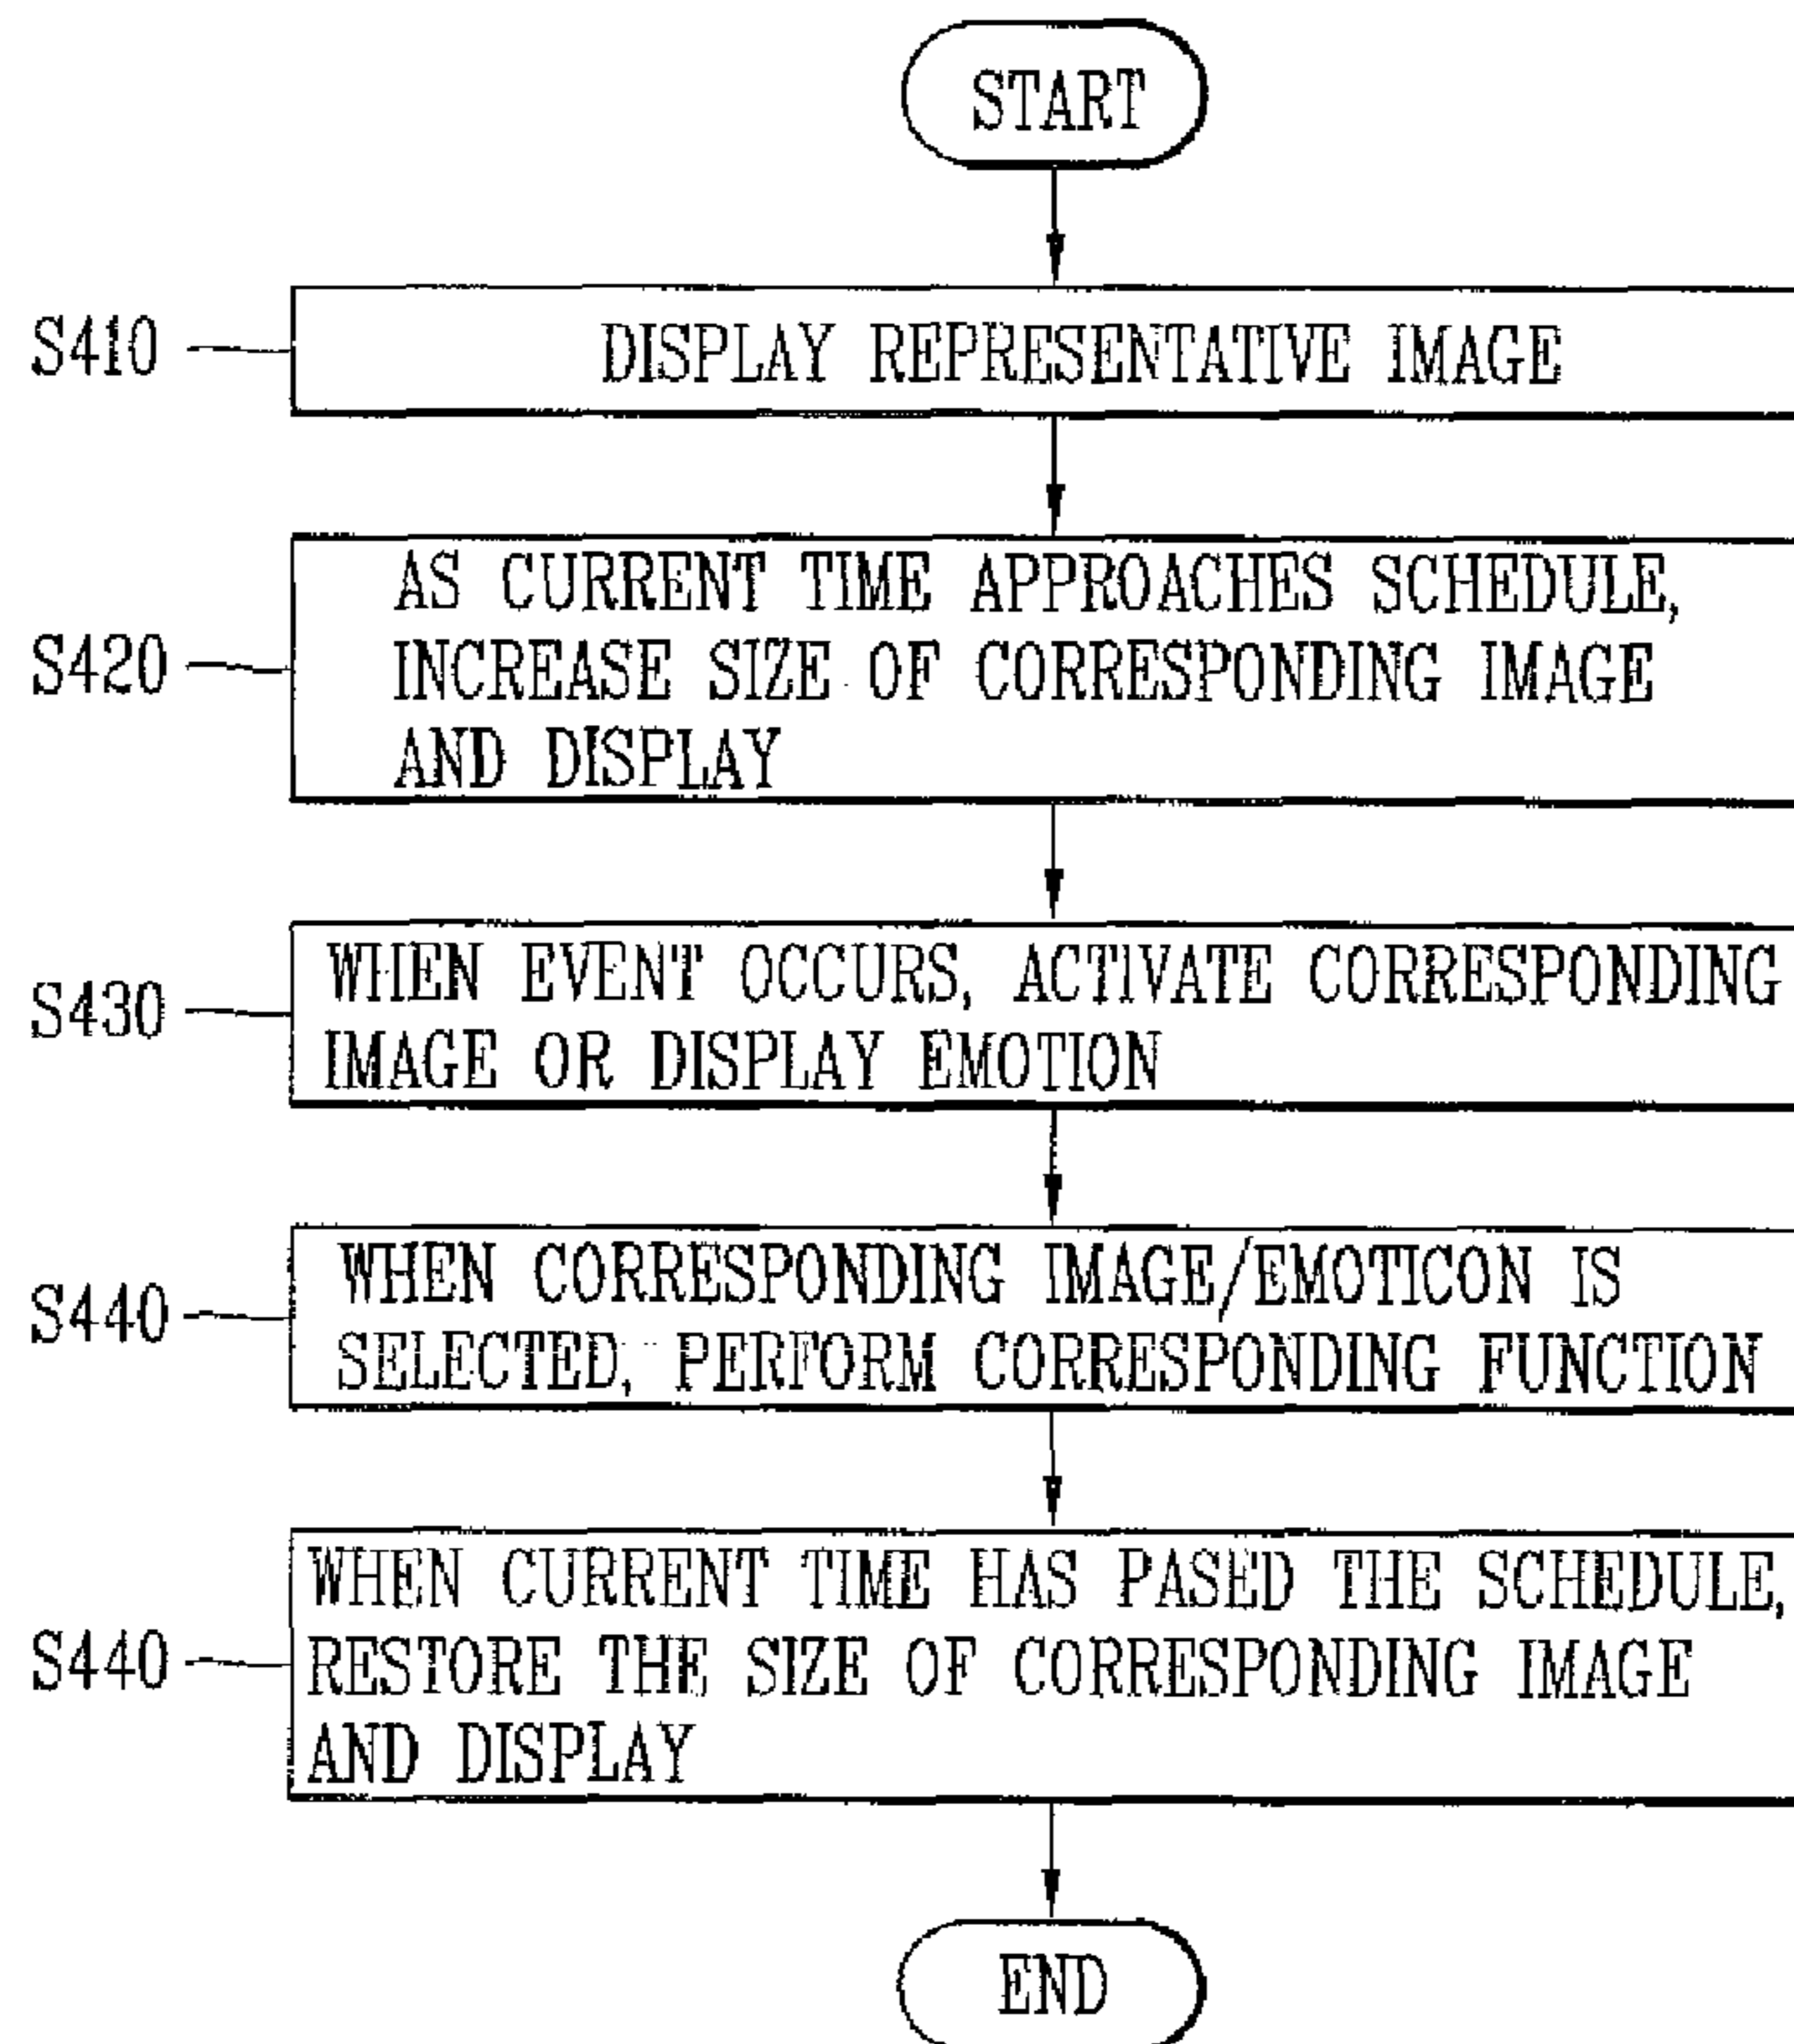 START
S410
DISPLAY REPRESENTATIVE IMAGE
S420
AS CURRENT TIME APPROACHES SCHEDULE,
INCREASE SIZE OF CORRESPONDING IMAGE
AND DISPLAY
S430
WHEN EVENT OCCURS, ACTIVATE CORRESPONDING
IMAGE OR DISPLAY EMOTION
S440
WHEN CORRESPONDING IMAGE/EMOTICON IS
SELECTED, PERFORM CORRESPONDING FUNCTION
S440
WHEN CURRENT TIME HAS PASED THE SCHEDULE,
RESTORE THE SIZE OF CORRESPONDING IMAGE
AND DISPLAY
END